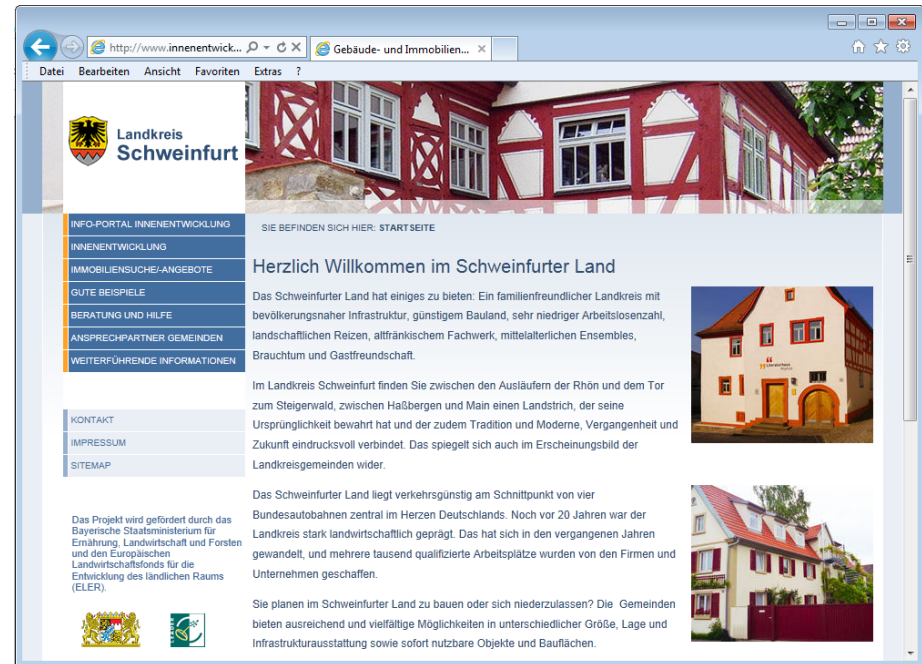 http://www.innenentwick...
Gebäude- und Immobilien...
Datei Bearbeiten Ansicht Favoriten Extras ?
Landkreis
Schweinfurt
INFO-PORTAL INNENENTWICKLUNG
INNENENTWICKLUNG
IMMOBILIENSUCHE/-ANGEBOTE
GUTE BEISPIELE
BERATUNG UND HILFE
ANSPRECHPARTNER GEMEINDEN
WEITERFÜHRENDE INFORMATIONEN
KONTAKT
IMPRESSUM
SITEMAP
Das Projekt wird gefördert durch das
Bayerische Staatsministerium für
Ernährung, Landwirtschaft und Forsten
und den Europäischen
Landwirtschaftsfonds für die
Entwicklung des ländlichen Raums
(ELER).
SIE BEFINDEN SICH HIER: STARTSEITE
Herzlich Willkommen im Schweinfurter Land
Das Schweinfurter Land hat einiges zu bieten: Ein familienfreundlicher Landkreis mit
bevölkerungsnaher Infrastruktur, günstigem Bauland, sehr niedriger Arbeitslosenzahl,
landschaftlichen Reizen, altfränkischem Fachwerk, mittelalterlichen Ensembles,
Brauchtum und Gastfreundschaft.
Im Landkreis Schweinfurt finden Sie zwischen den Ausläufern der Rhön und dem Tor
zum Steigerwald, zwischen Haßbergen und Main einen Landstrich, der seine
Ursprünglichkeit bewahrt hat und der zudem Tradition und Moderne, Vergangenheit und
Zukunft eindrucksvoll verbindet. Das spiegelt sich auch im Erscheinungsbild der
Landkreisgemeinden wider.
Das Schweinfurter Land liegt verkehrsgünstig am Schnittpunkt von vier
Bundesautobahnen zentral im Herzen Deutschlands. Noch vor 20 Jahren war der
Landkreis stark landwirtschaftlich geprägt. Das hat sich in den vergangenen Jahren
gewandelt, und mehrere tausend qualifizierte Arbeitsplätze wurden von den Firmen und
Unternehmen geschaffen.
Sie planen im Schweinfurter Land zu bauen oder sich niederzulassen? Die Gemeinden
bieten ausreichend und vielfältige Möglichkeiten in unterschiedlicher Größe, Lage und
Infrastrukturausstattung sowie sofort nutzbare Objekte und Bauflächen.